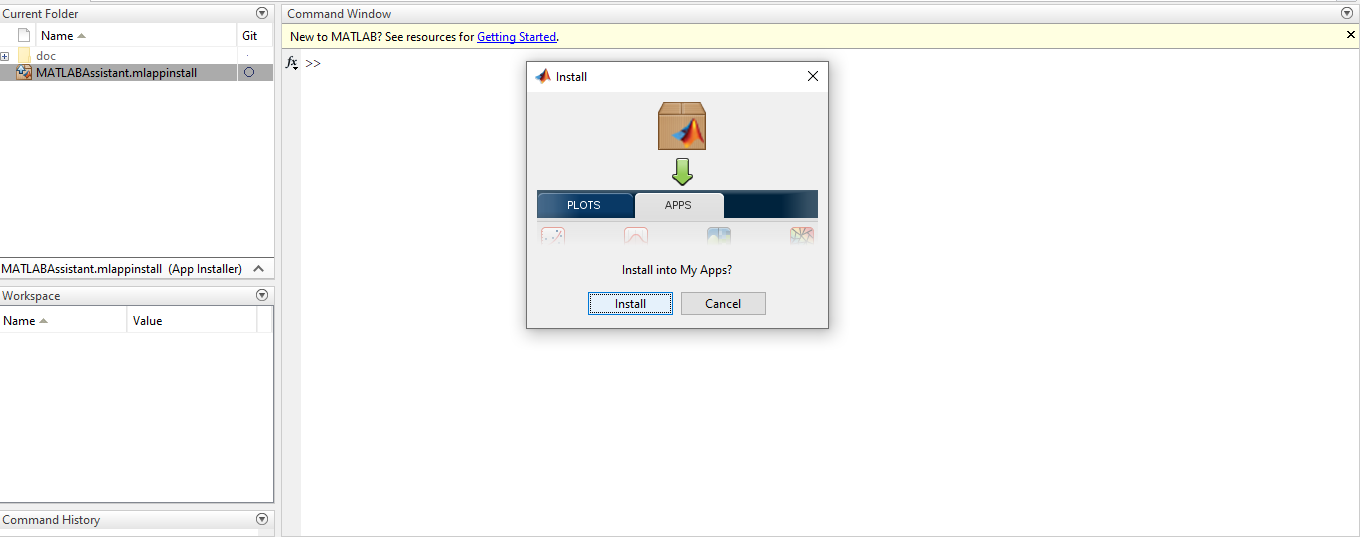 Current Folder
Name
Git
doc
MATLABAssistant.mlappinstall
MATLABAssistant.mlappinstall (App Installer)
Workspace
Name
Value
Command History
Command Window
New to MATLAB? See resources for Getting Started.
fx >>
Install
PLOTS
APPS
Install into My Apps?
Install
Cancel